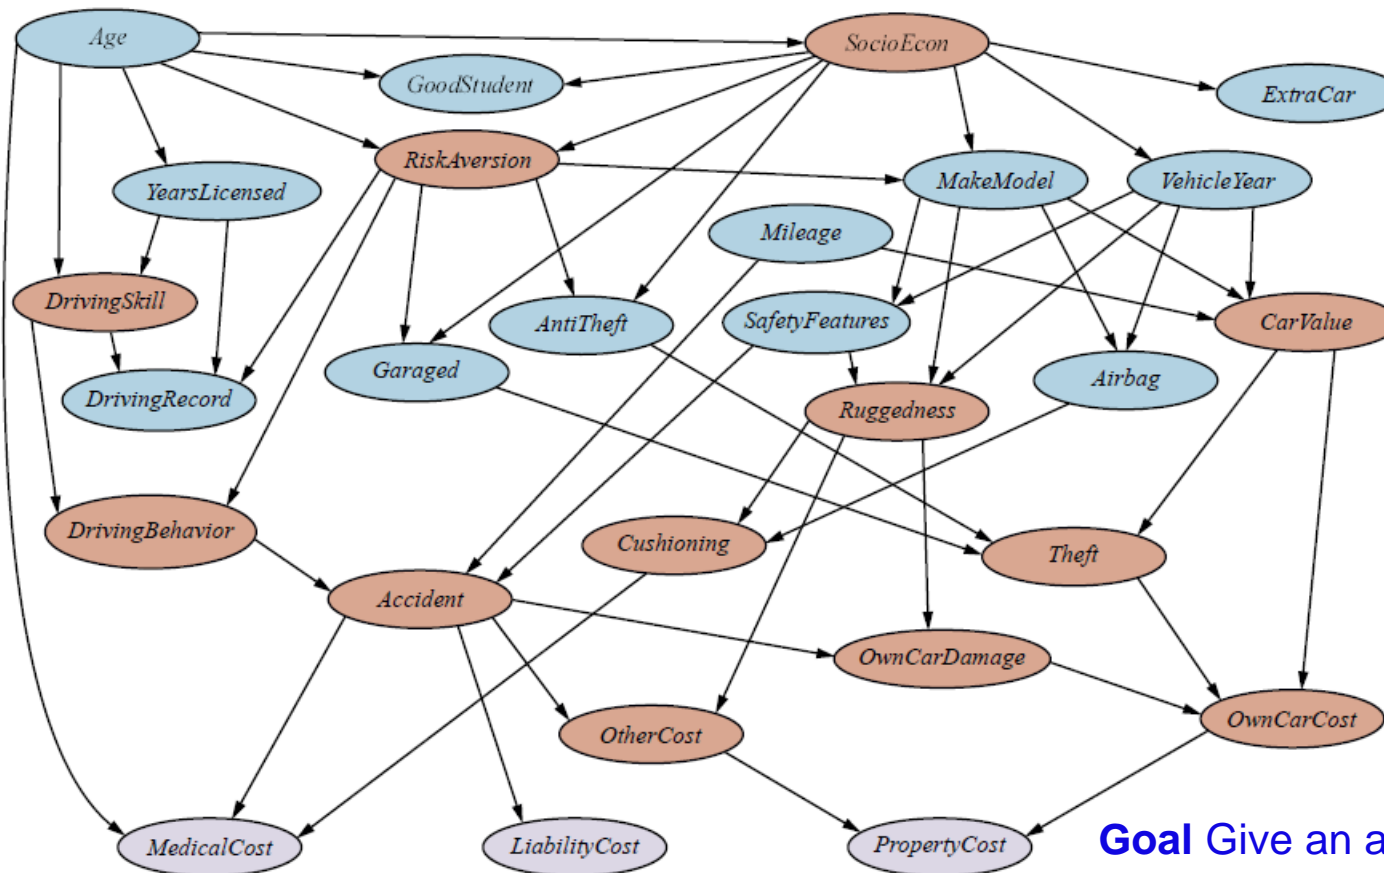 Age
SocioEcon
GoodStudent
ExtraCar
RiskAversion
YearsLicensed
MakeModel
VehicleYear
Mileage
DrivingSkill
AntiTheft
SafetyFeatures
CarValue
Garaged
Airbag
DrivingRecord
Ruggedness
DrivingBehavior
Cushioning
Theft
Accident
OwnCarDamage
OwnCarCost
OtherCost
MedicalCost
LiabilityCost
PropertyCost
Goal Give an a